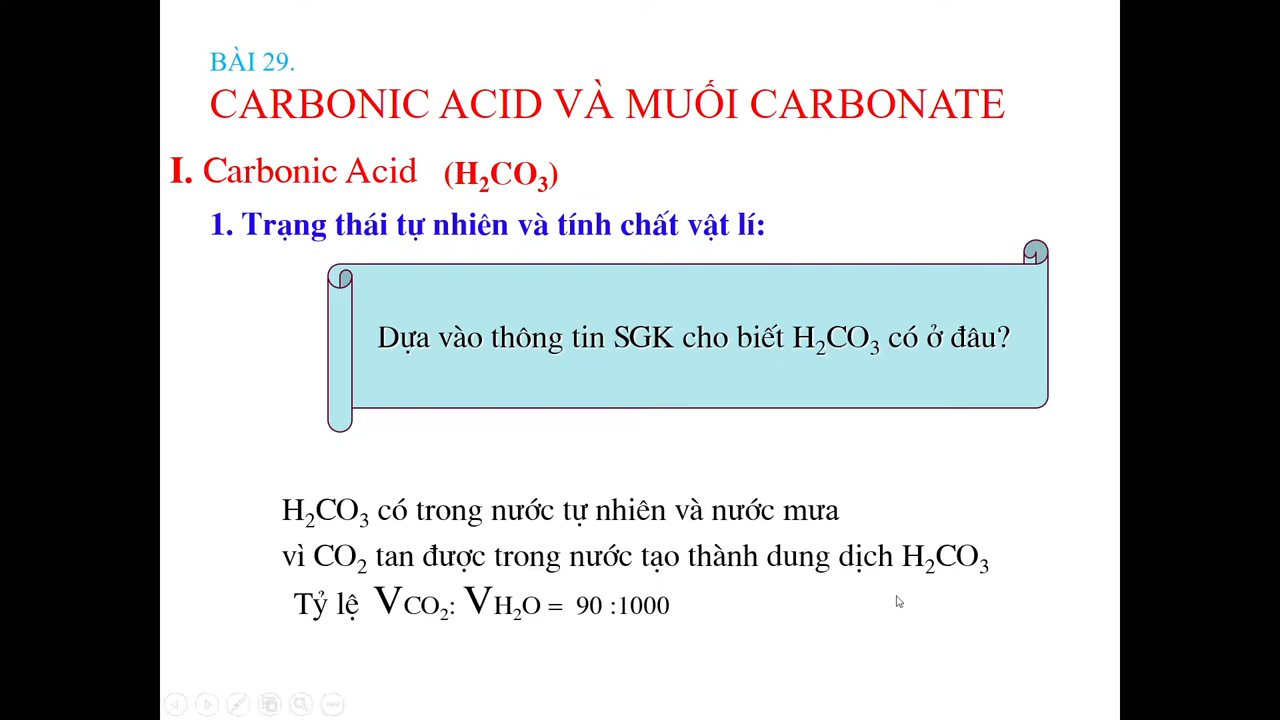 BÀI 29.
CARBONIC ACID VÀ MUỐI CARBONATE
I. Carbonic Acid (H₂CO₃)
1. Trạng thái tự nhiên và tính chất vật lí:
Dựa vào thông tin SGK cho biết H₂CO₃ có ở đâu?
H₂CO₃ có trong nước tự nhiên và nước mưa
vì CO₂ tan được trong nước tạo thành dung dịch H₂CO₃
Tỷ lệ VCO₂: VH₂O = 90 :1000